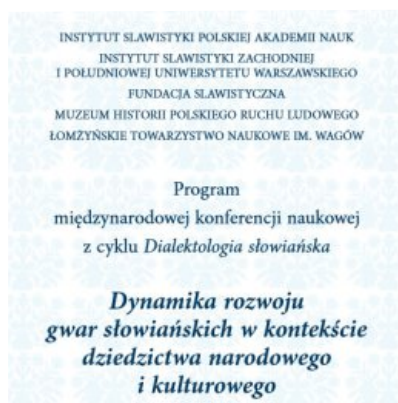 INSTYTUT SLAWISTYKI POLSKIEJ AKADEMII NAUK
INSTYTUT SLAWISTYKI ZACHODNIEJ
I POŁUDNIOWEJ UNIWERSYTETU WARSZAWSKIEGO
FUNDACJA SLAWISTYCZNA
MUZEUM HISTORII POLSKIEGO RUCHU LUDOWEGO
ŁOMŻYŃSKIE TOWARZYSTWO NAUKOWE IM. WAGÓW
Program
międzynarodowej konferencji naukowej
z cyklu Dialektologia słowiańska
Dynamika rozwoju
gwar słowiańskich w kontekście
dziedzictwa narodowego
i kulturowego